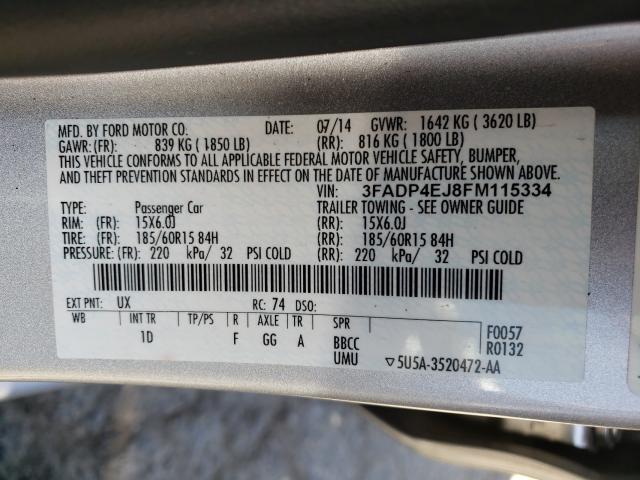 MFD. BY FORD MOTOR CO. DATE: 07/14 GVWR: 1642 KG ( 3620 LB)
GAWR: (FR): 839 KG ( 1850 LB) (RR): 816 KG ( 1800 LB)
THIS VEHICLE CONFORMS TO ALL APPLICABLE FEDERAL MOTOR VEHICLE SAFETY, BUMPER,
AND THEFT PREVENTION STANDARDS IN EFFECT ON THE DATE OF MANUFACTURE SHOWN ABOVE.
VIN: 3FADP4EJ8FM115334
TYPE: Passenger Car TRAILER TOWING - SEE OWNER GUIDE
RIM: (FR): 15X6.0J (RR): 15X6.0J
TIRE: (FR): 185/60R15 84H (RR): 185/60R15 84H
PRESSURE: (FR): 220 kPa/ 32 PSI COLD (RR): 220 kPa/ 32 PSI COLD
EXT PNT: UX RC: 74 DSO:
WB INT TR TP/PS R AXLE TR SPR F0057
1D F GG A BBCC R0132
UMU ▽5U5A-3520472-AA